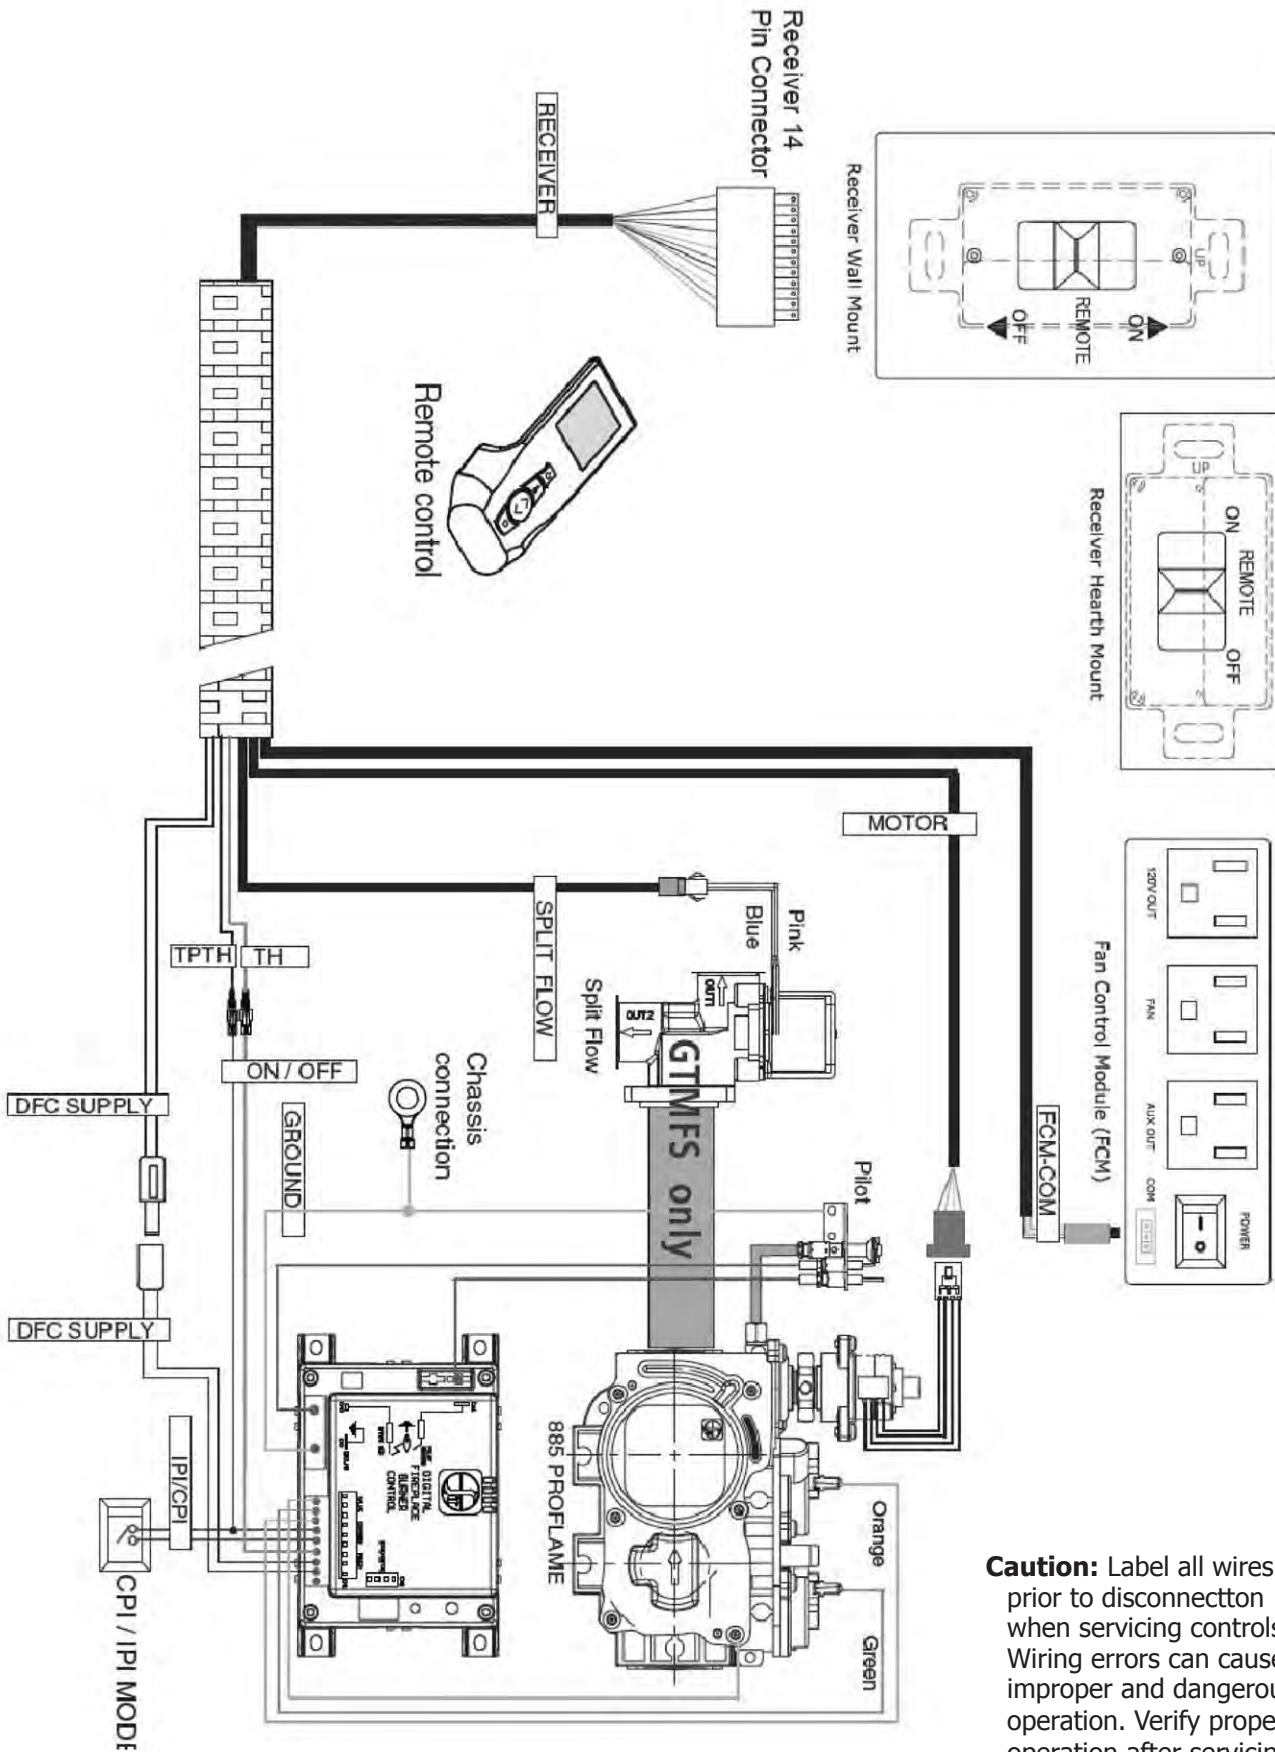 Receiver 14
Pin Connector
RECEIVER
Receiver Wall Mount
UP
ON
REMOTE
OFF
Remote control
UP
ON
REMOTE
OFF
Receiver Hearth Mount
120V OUT
FAN
AUX OUT
COM
POWER
Fan Control Module (FCM)
MOTOR
FCM-COM
SPLIT FLOW
Pink
Blue
Split Flow
OUT1
OUT2
GTMFS only
TPTH
TH
ON / OFF
Chassis
connection
GROUND
DFC SUPPLY
DFC SUPPLY
Pilot
885 PROFLAME
Orange
Green
DIGITAL
FIREPLACE
BURNER
CONTROL
IPI/CPI
CPI / IPI MODE
Caution: Label all wires
prior to disconnectton
when servicing controls
Wiring errors can cause
improper and dangerou
operation. Verify prope
operation after servicin